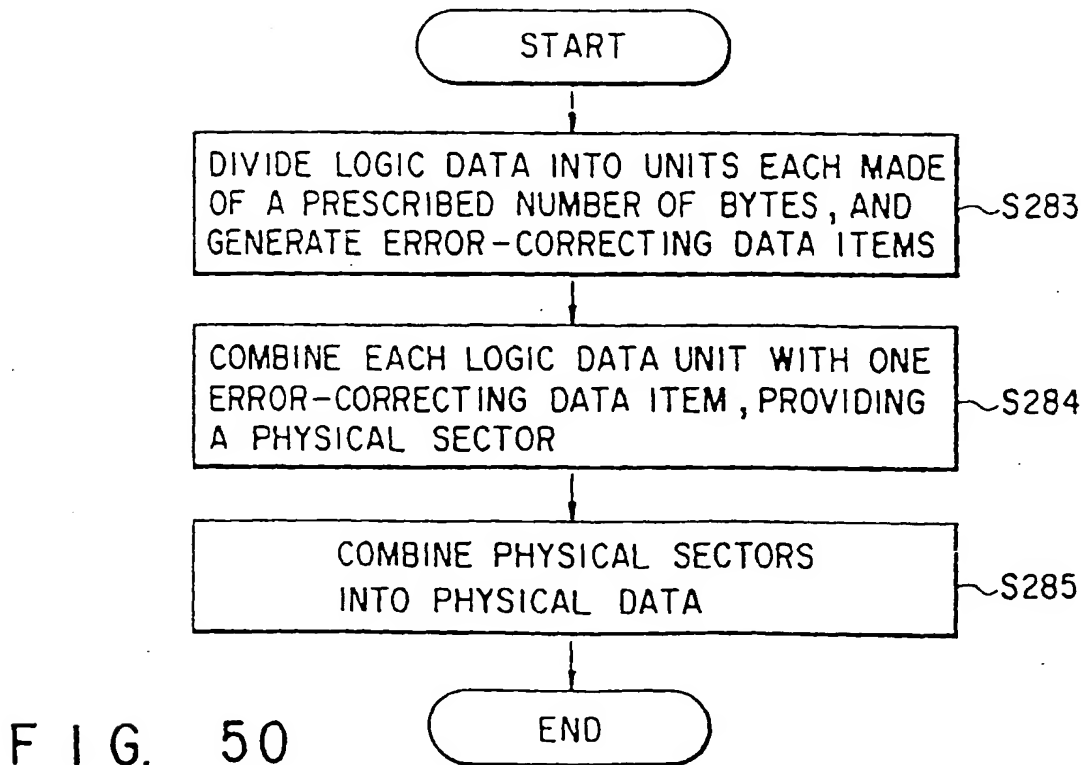 START
DIVIDE LOGIC DATA INTO UNITS EACH MADE
OF A PRESCRIBED NUMBER OF BYTES, AND
GENERATE ERROR-CORRECTING DATA ITEMS
S283
COMBINE EACH LOGIC DATA UNIT WITH ONE
ERROR-CORRECTING DATA ITEM, PROVIDING
A PHYSICAL SECTOR
S284
COMBINE PHYSICAL SECTORS
INTO PHYSICAL DATA
S285
END
FIG. 50